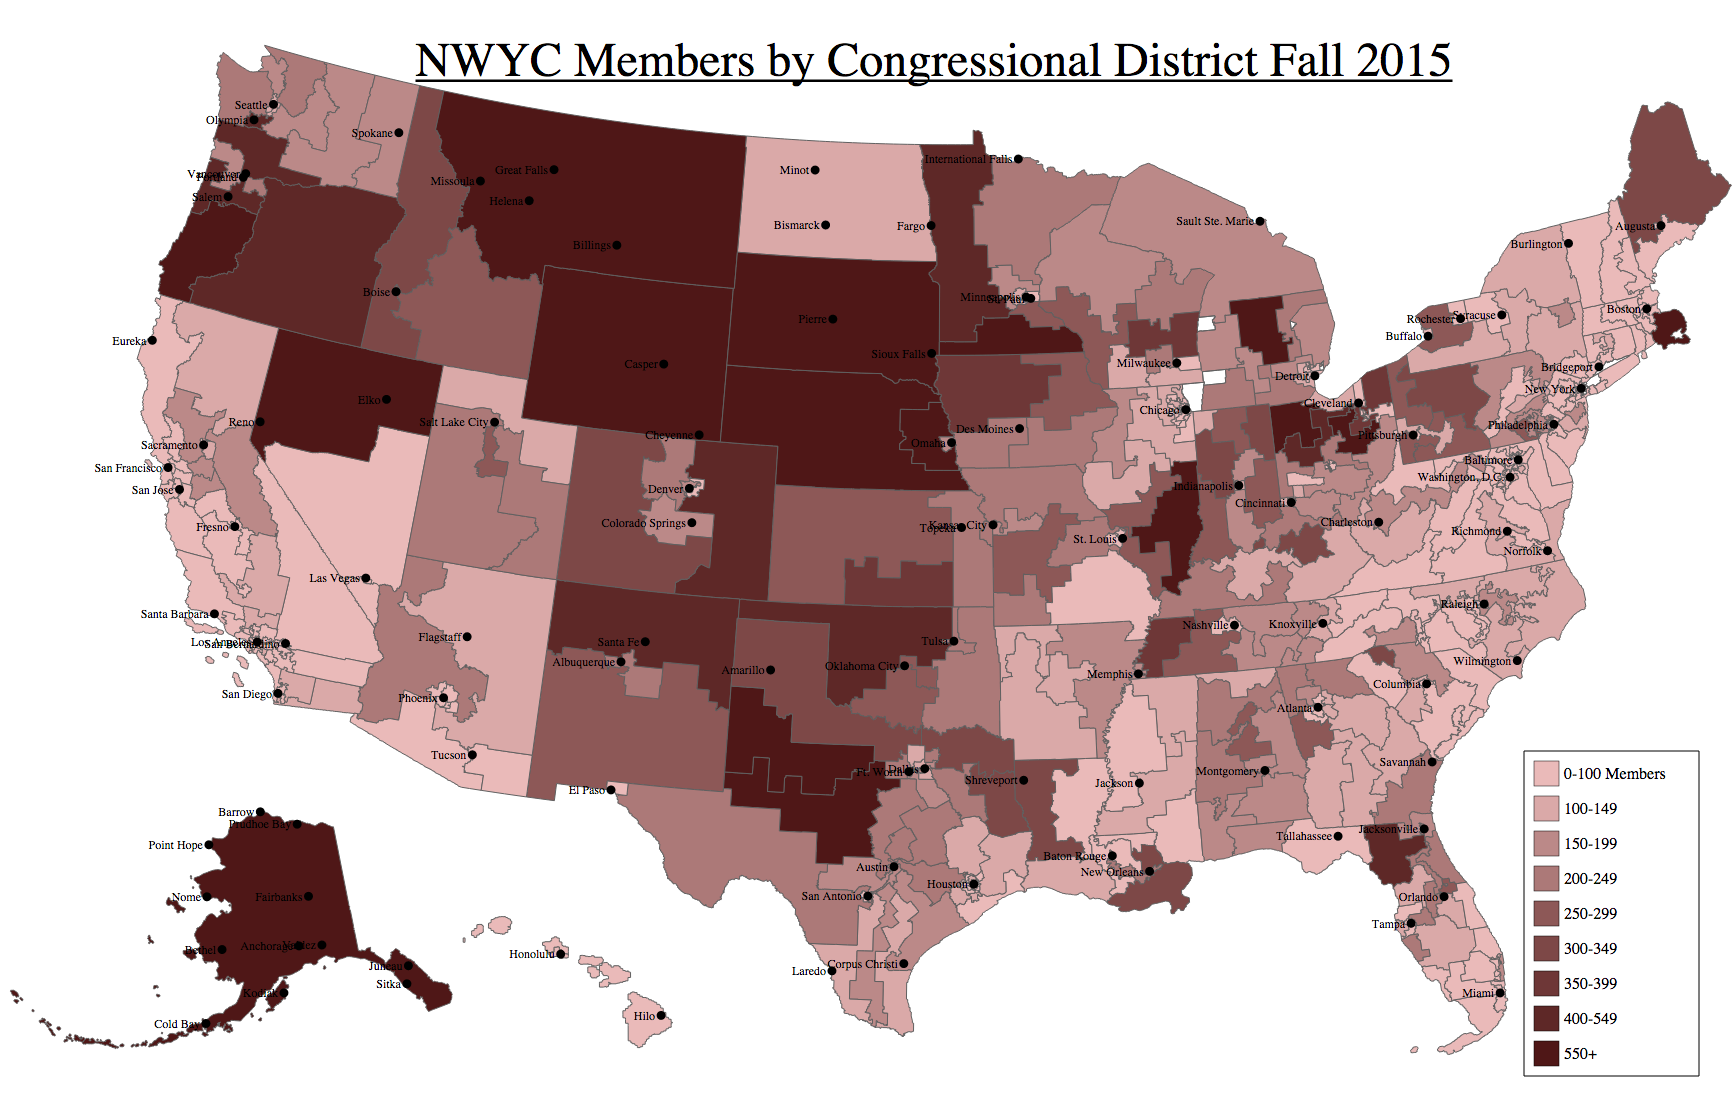 NWYC Members by Congressional District Fall 2015
Seattle
Olympia
Spokane
Vancouver
Portland
Salem
Missoula
Great Falls
Helena
Billings
Boise
Minot
Bismarck
Fargo
International Falls
Sault Ste. Marie
Minneapolis
St. Paul
Pierre
Sioux Falls
Casper
Cheyenne
Omaha
Des Moines
Milwaukee
Chicago
Detroit
Cleveland
Pittsburgh
Buffalo
Rochester
Syracuse
Burlington
Augusta
Boston
Bridgeport
New York
Philadelphia
Baltimore
Washington, D.C.
Richmond
Norfolk
Charleston
Cincinnati
Indianapolis
St. Louis
Kansas City
Topeka
Denver
Colorado Springs
Salt Lake City
Elko
Reno
Eureka
Sacramento
San Francisco
San Jose
Fresno
Las Vegas
Santa Barbara
Los Angeles
San Bernardino
San Diego
Flagstaff
Phoenix
Tucson
Santa Fe
Albuquerque
Amarillo
Oklahoma City
Tulsa
El Paso
Ft. Worth
Dallas
Shreveport
Austin
San Antonio
Houston
Laredo
Corpus Christi
Baton Rouge
New Orleans
Jackson
Memphis
Nashville
Knoxville
Raleigh
Wilmington
Columbia
Atlanta
Savannah
Montgomery
Tallahassee
Jacksonville
Orlando
Tampa
Miami
Barrow
Prudhoe Bay
Point Hope
Nome
Fairbanks
Bethel
Anchorage
Valdez
Juneau
Sitka
Kodiak
Cold Bay
Honolulu
Hilo
0-100 Members
100-149
150-199
200-249
250-299
300-349
350-399
400-549
550+